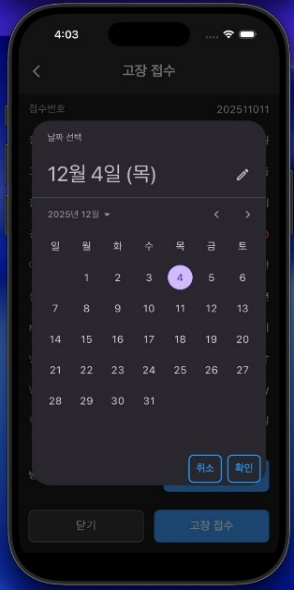 4:03
고장 접수
접수번호 202511011
날짜 선택
12월 4일 (목)
2025년 12월
일 월 화 수 목 금 토
1 2 3 4 5 6
7 8 9 10 11 12 13
14 15 16 17 18 19 20
21 22 23 24 25 26 27
28 29 30 31
취소 확인
닫기 고장 접수